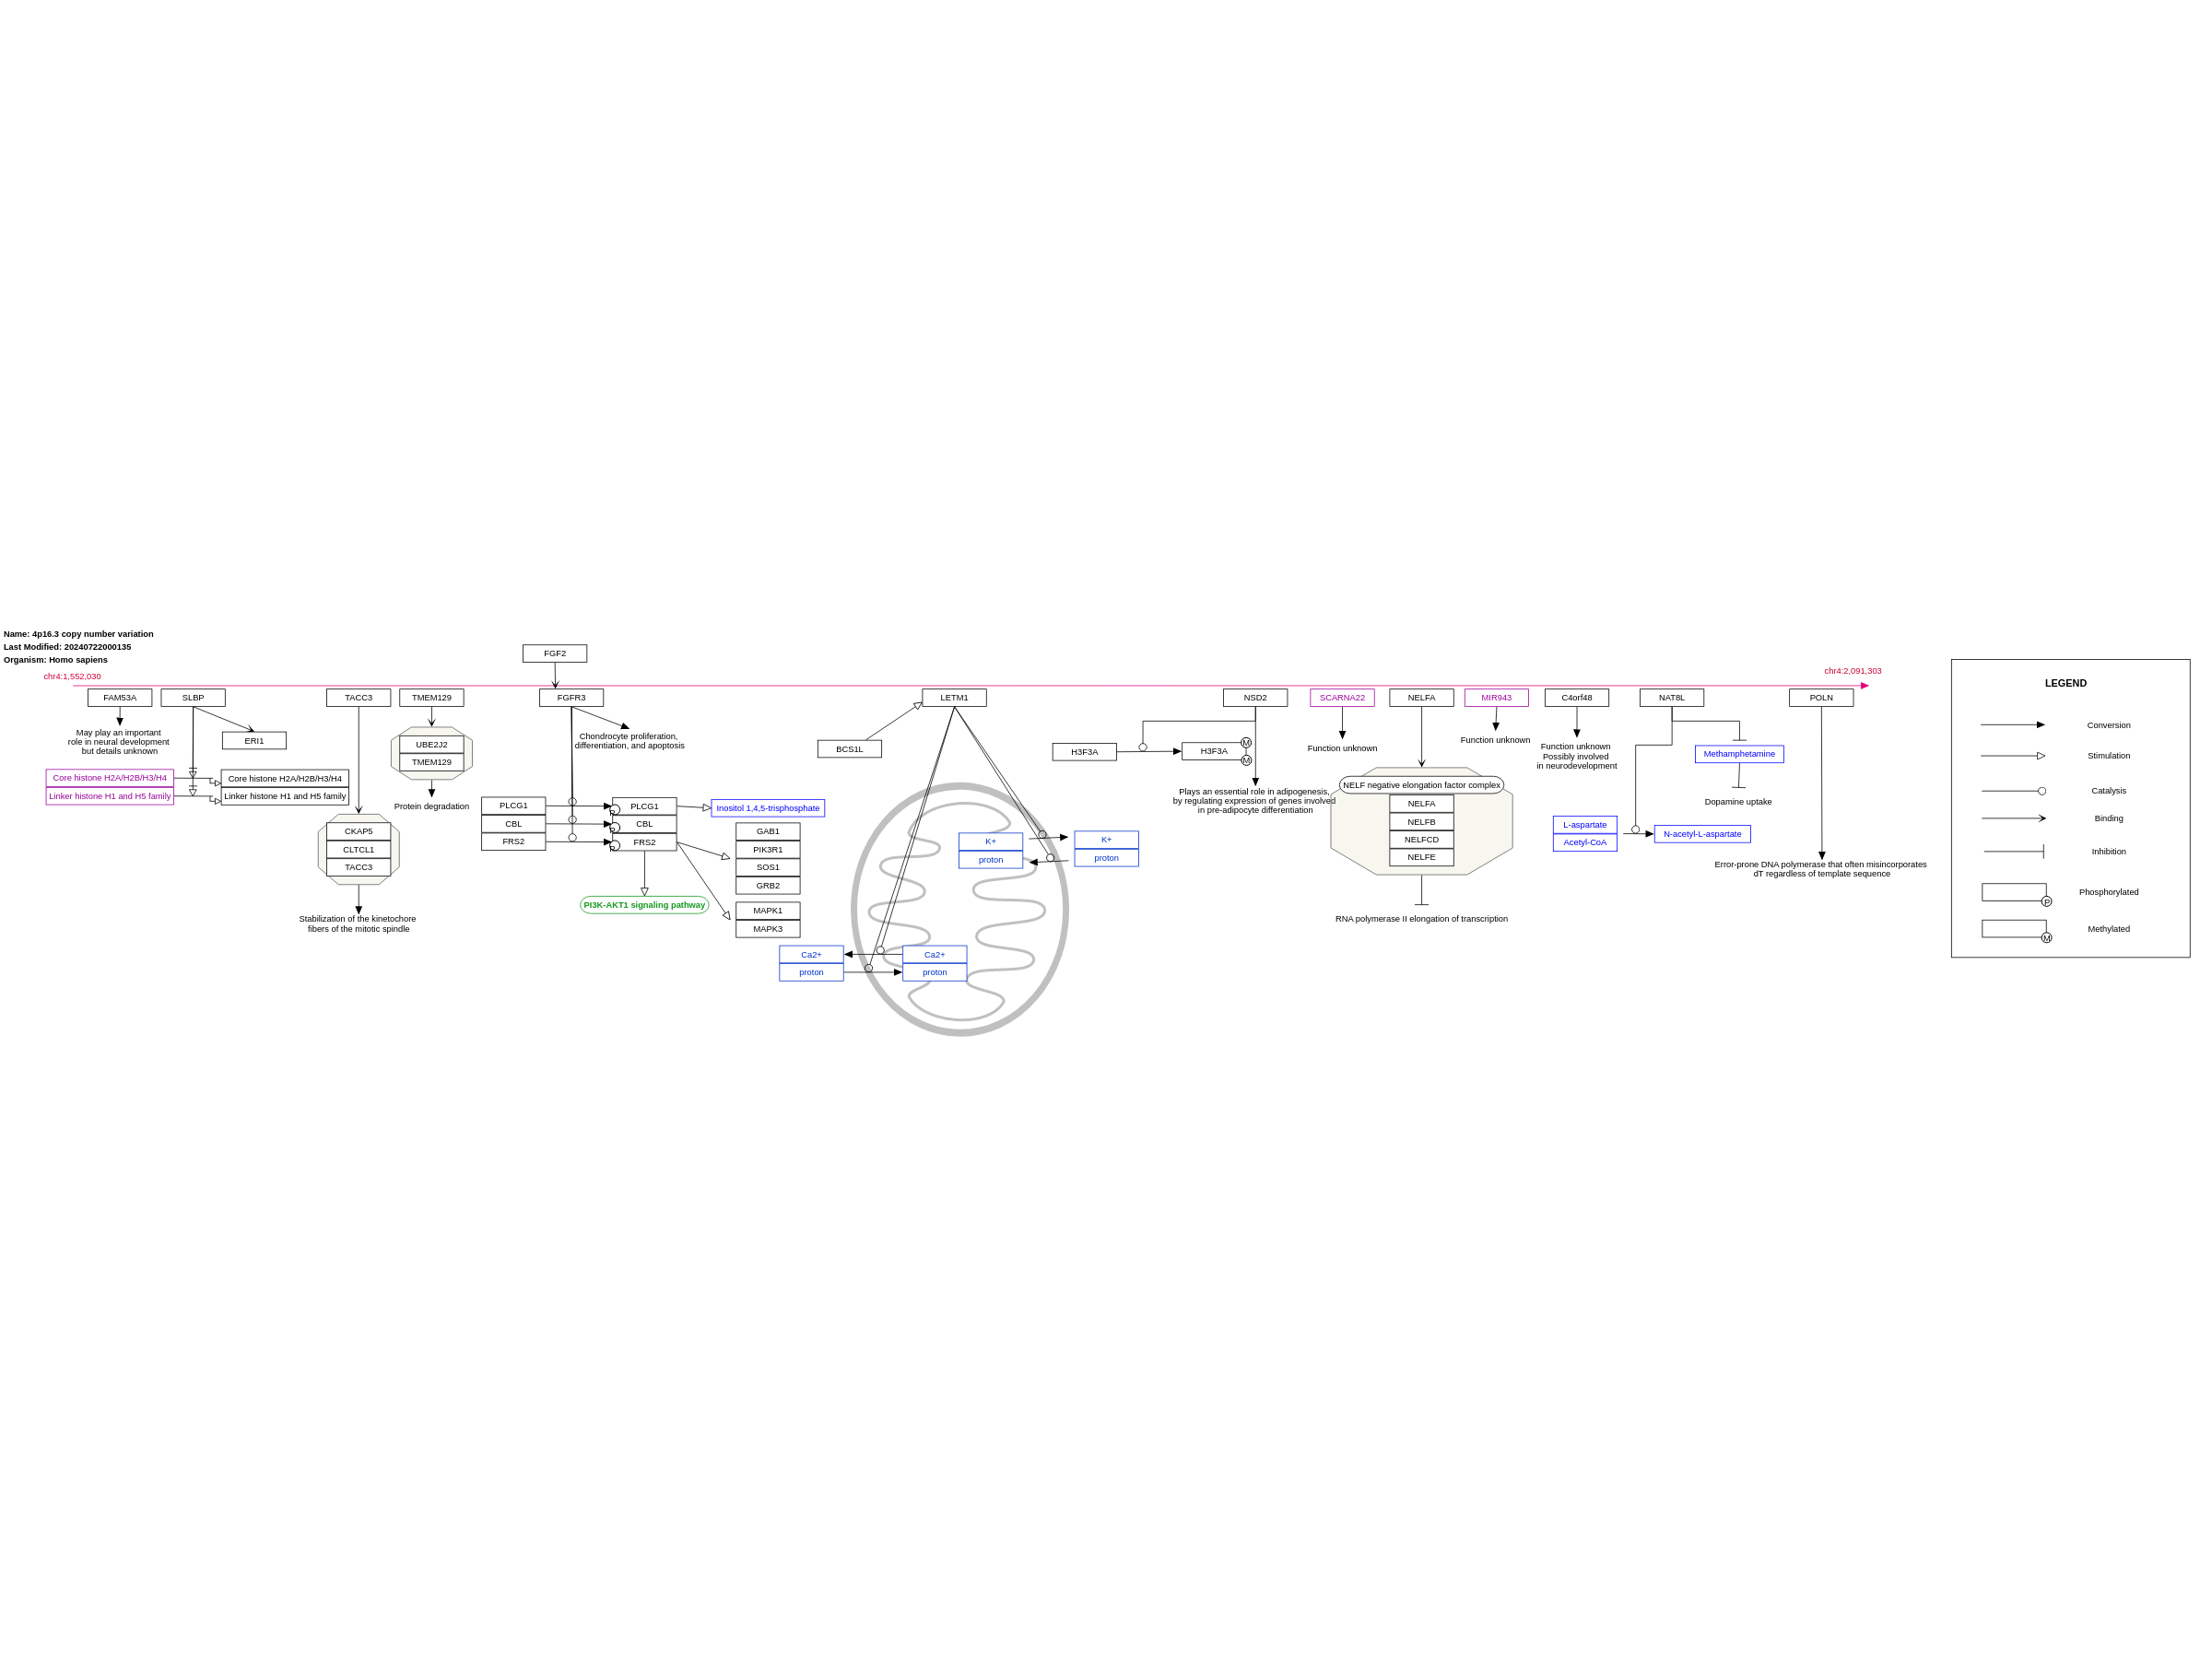 Name: 4p16.3 copy number variation
Last Modified: 20240722000135
Organism: Homo sapiens
chr4:1,552,030
chr4:2,091,303
FGF2
FAM53A
SLBP
TACC3
TMEM129
FGFR3
LETM1
NSD2
SCARNA22
NELFA
MIR943
C4orf48
NAT8L
POLN
May play an important
role in neural development
but details unknown
ERI1
Core histone H2A/H2B/H3/H4
Linker histone H1 and H5 family
Core histone H2A/H2B/H3/H4
Linker histone H1 and H5 family
CKAP5
CLTCL1
TACC3
Stabilization of the kinetochore
fibers of the mitotic spindle
UBE2J2
TMEM129
Protein degradation
Chondrocyte proliferation,
differentiation, and apoptosis
PLCG1
CBL
FRS2
PLCG1
CBL
FRS2
P
P
P
Inositol 1,4,5-trisphosphate
GAB1
PIK3R1
SOS1
GRB2
MAPK1
MAPK3
PI3K-AKT1 signaling pathway
BCS1L
K+
proton
K+
proton
Ca2+
proton
Ca2+
proton
H3F3A
H3F3A
M
M
Plays an essential role in adipogenesis,
by regulating expression of genes involved
in pre-adipocyte differentiation
Function unknown
NELF negative elongation factor complex
NELFA
NELFB
NELFCD
NELFE
RNA polymerase II elongation of transcription
Function unknown
Function unknown
Possibly involved
in neurodevelopment
Methamphetamine
Dopamine uptake
L-aspartate
Acetyl-CoA
N-acetyl-L-aspartate
Error-prone DNA polymerase that often misincorporates
dT regardless of template sequence
LEGEND
Conversion
Stimulation
Catalysis
Binding
Inhibition
Phosphorylated
P
Methylated
M